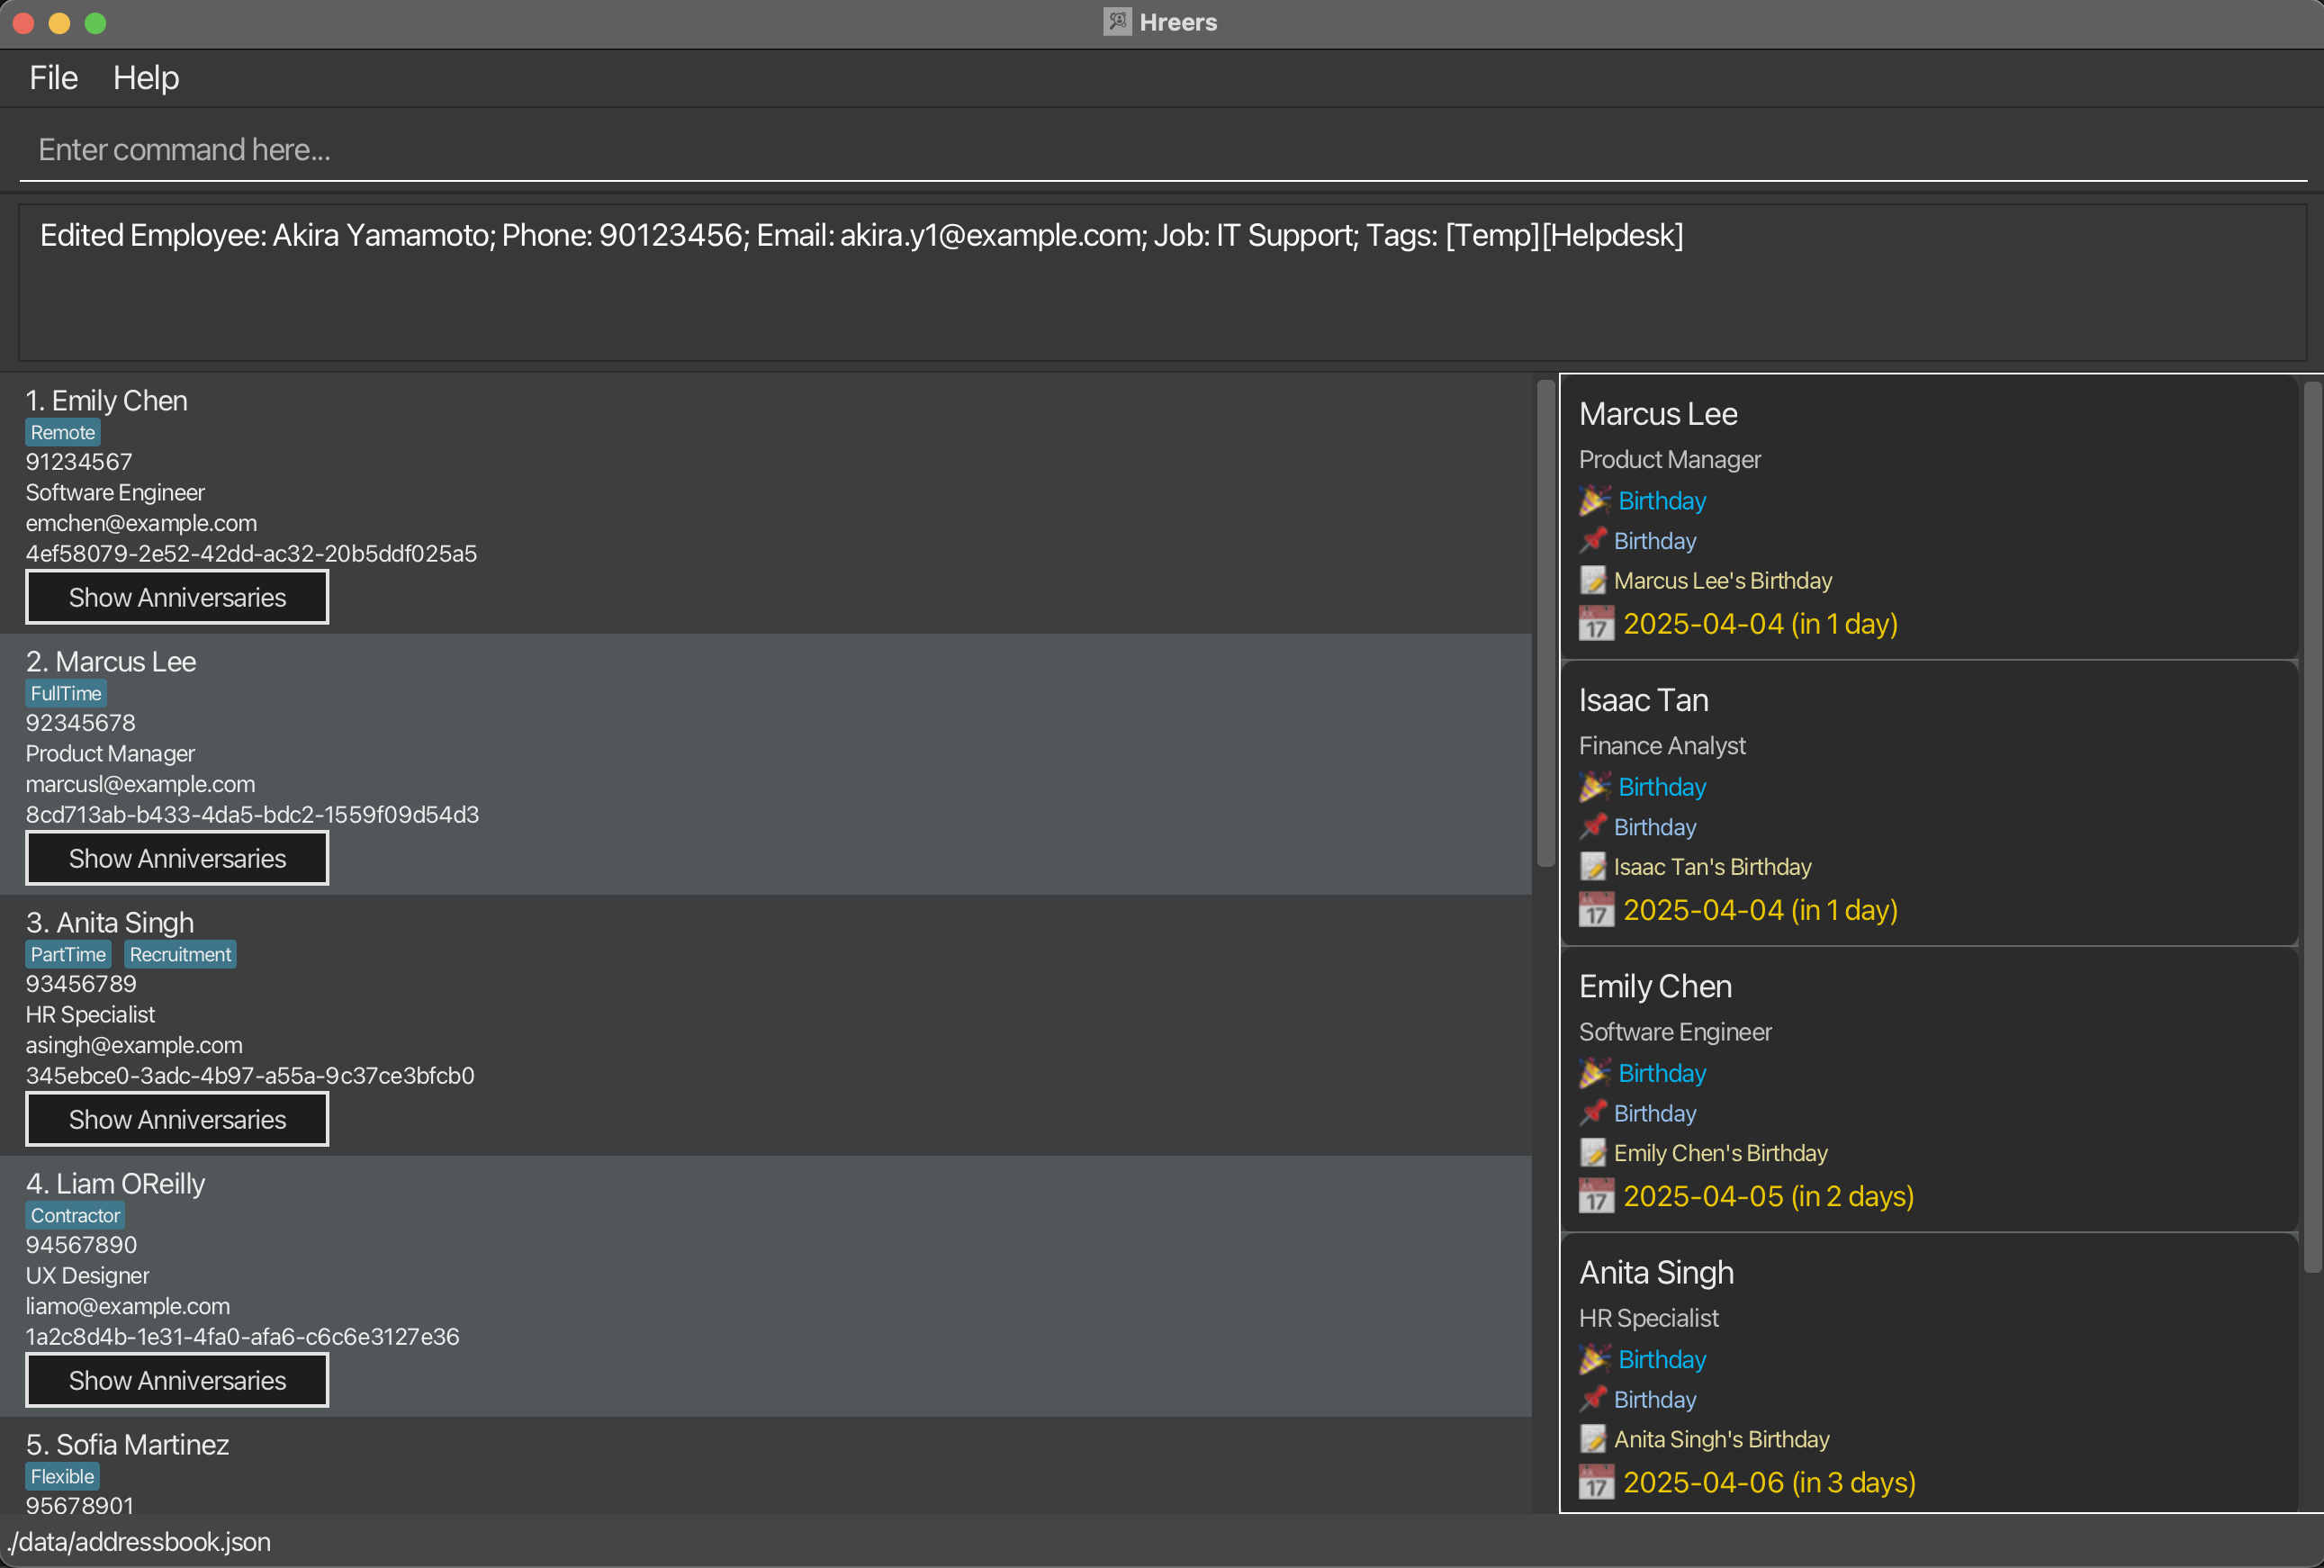 Hreers
File Help
Enter command here...
Edited Employee: Akira Yamamoto; Phone: 90123456; Email: akira.y1@example.com; Job: IT Support; Tags: [Temp][Helpdesk]
1. Emily Chen
Remote
91234567
Software Engineer
emchen@example.com
4ef58079-2e52-42dd-ac32-20b5ddf025a5
Show Anniversaries
2. Marcus Lee
FullTime
92345678
Product Manager
marcusl@example.com
8cd713ab-b433-4da5-bdc2-1559f09d54d3
Show Anniversaries
3. Anita Singh
PartTime Recruitment
93456789
HR Specialist
asingh@example.com
345ebce0-3adc-4b97-a55a-9c37ce3bfcb0
Show Anniversaries
4. Liam OReilly
Contractor
94567890
UX Designer
liamo@example.com
1a2c8d4b-1e31-4fa0-afa6-c6c6e3127e36
Show Anniversaries
5. Sofia Martinez
Flexible
95678901
Marcus Lee
Product Manager
Birthday
Birthday
Marcus Lee's Birthday
17 2025-04-04 (in 1 day)
Isaac Tan
Finance Analyst
Birthday
Birthday
Isaac Tan's Birthday
17 2025-04-04 (in 1 day)
Emily Chen
Software Engineer
Birthday
Birthday
Emily Chen's Birthday
17 2025-04-05 (in 2 days)
Anita Singh
HR Specialist
Birthday
Birthday
Anita Singh's Birthday
17 2025-04-06 (in 3 days)
./data/addressbook.json